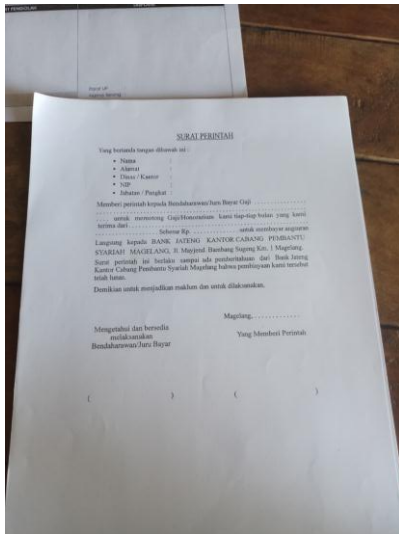 SURAT PERINTAH
Yang bertanda tangan dibawah ini :
• Nama :
• Alamat :
• Dinas / Kantor :
• NIP :
• Jabatan / Pangkat :
Memberi perintah kepada Bendaharawan/Juru Bayar Gaji . . . . . . . . . . . . . . .
. . . . . . untuk memotong Gaji/Honorarium kami tiap-tiap bulan yang kami
terima dari . . . . . . . . . Sebesar Rp. . . . . . . . . . . . . untuk membayar angsuran
Langsung kepada BANK JATENG KANTOR CABANG PEMBANTU
SYARIAH MAGELANG, Jl. Mayjend Bambang Sugeng Km. 1 Magelang.
Surat perintah ini berlaku sampai ada pemberitahuan dari Bank Jateng
Kantor Cabang Pembantu Syariah Magelang bahwa pembiayaan kami tersebut
telah lunas.
Demikian untuk menjadikan maklum dan untuk dilaksanakan.
Magelang, . . . . . . . . . . . .
Mengetahui dan bersedia
melaksanakan
Bendaharawan/Juru Bayar
Yang Memberi Perintah
( ) ( )